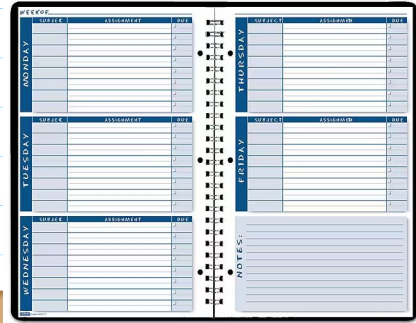 WEEK OF
MONDAY
SUBJECT ASSIGNMENT DUE
TUESDAY
SUBJECT ASSIGNMENT DUE
WEDNESDAY
SUBJECT ASSIGNMENT DUE
THURSDAY
SUBJECT ASSIGNMENT DUE
FRIDAY
SUBJECT ASSIGNMENT DUE
NOTES: